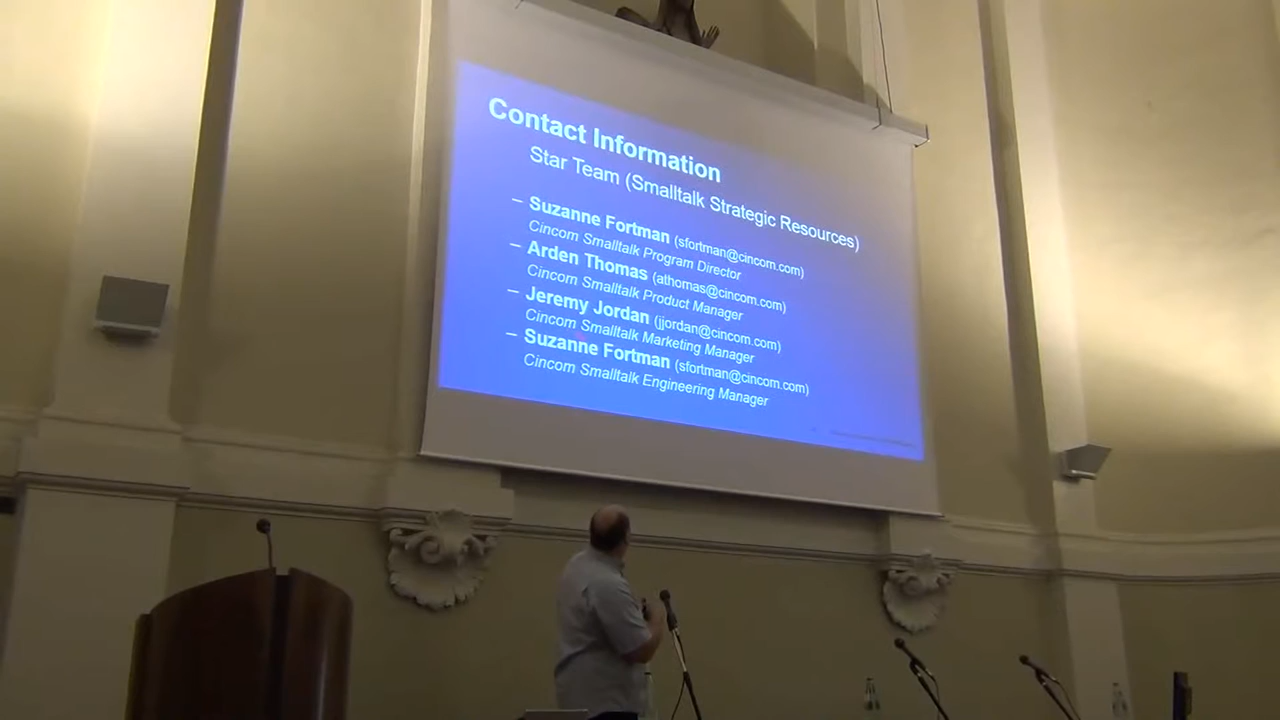 Contact Information
Star Team (Smalltalk Strategic Resources)
– Suzanne Fortman (sfortman@cincom.com)
Cincom Smalltalk Program Director
– Arden Thomas (athomas@cincom.com)
Cincom Smalltalk Product Manager
– Jeremy Jordan (jjordan@cincom.com)
Cincom Smalltalk Marketing Manager
– Suzanne Fortman (sfortman@cincom.com)
Cincom Smalltalk Engineering Manager